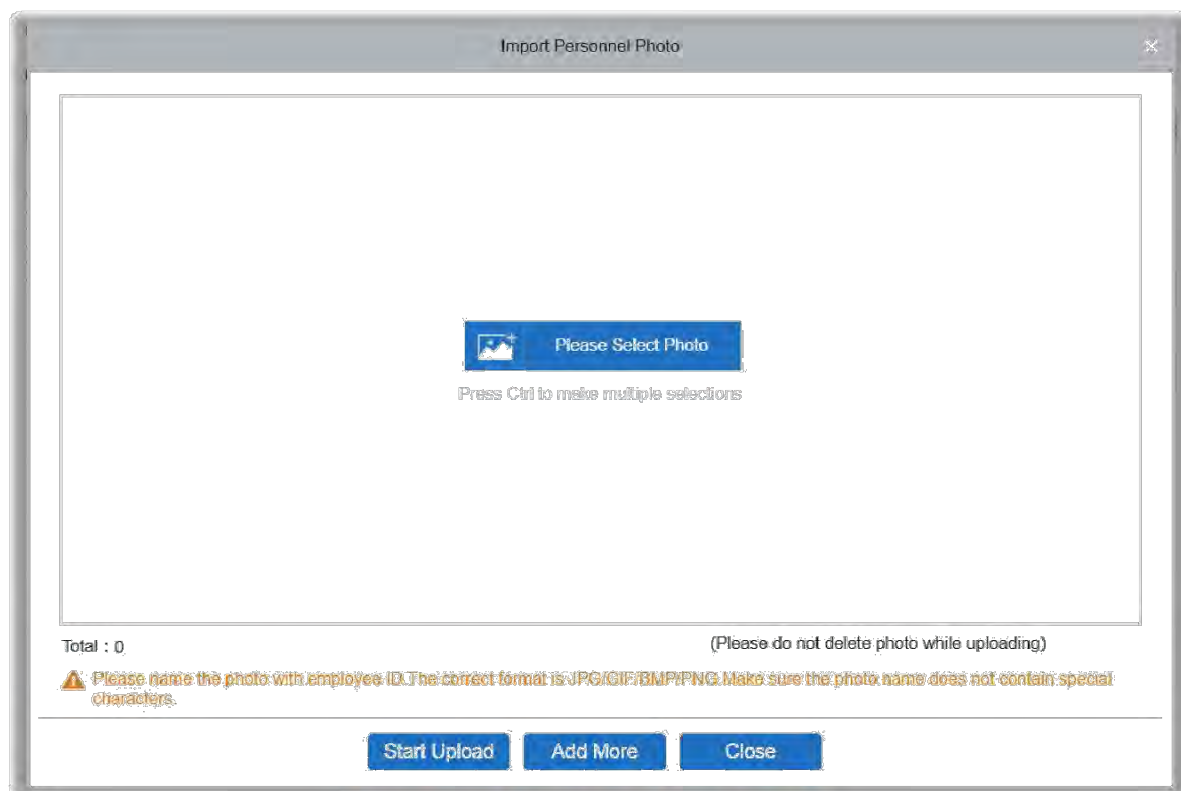 Import Personnel Photo
Please Select Photo
Press Ctrl to make multiple selections
Total : 0
(Please do not delete photo while uploading)
Please name the photo with employee ID.The correct format is JPG/GIF/BMP/PNG.Make sure the photo name does not contain special
characters.
Start Upload
Add More
Close